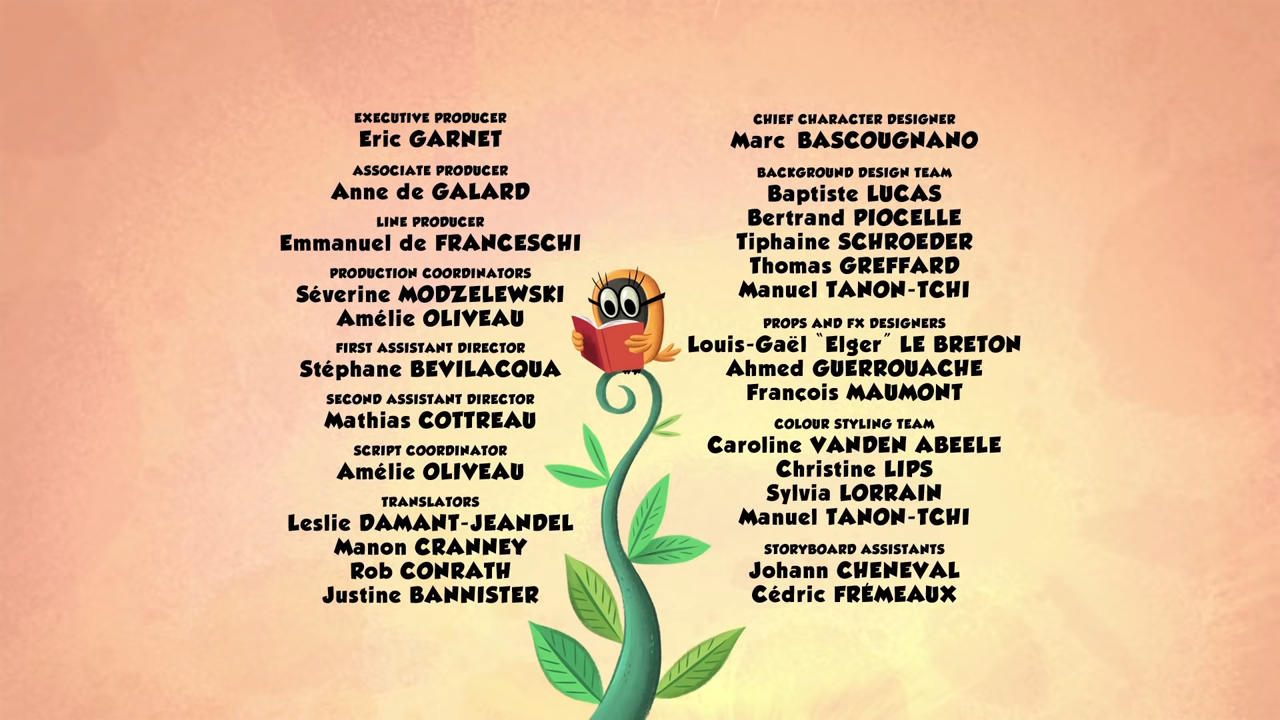 EXECUTIVE PRODUCER
Eric GARNET
ASSOCIATE PRODUCER
Anne de GALARD
LINE PRODUCER
Emmanuel de FRANCESCHI
PRODUCTION COORDINATORS
Séverine MODZELEWSKI
Amélie OLIVEAU
FIRST ASSISTANT DIRECTOR
Stéphane BEVILACQUA
SECOND ASSISTANT DIRECTOR
Mathias COTTREAU
SCRIPT COORDINATOR
Amélie OLIVEAU
TRANSLATORS
Leslie DAMANT-JEANDEL
Manon CRANNEY
Rob CONRATH
Justine BANNISTER
CHIEF CHARACTER DESIGNER
Marc BASCOUGNANO
BACKGROUND DESIGN TEAM
Baptiste LUCAS
Bertrand PIOCELLE
Tiphaine SCHROEDER
Thomas GREFFARD
Manuel TANON-TCHI
PROPS AND FX DESIGNERS
Louis-Gaël "Elger" LE BRETON
Ahmed GUERROUACHE
François MAUMONT
COLOUR STYLING TEAM
Caroline VANDEN ABEELE
Christine LIPS
Sylvia LORRAIN
Manuel TANON-TCHI
STORYBOARD ASSISTANTS
Johann CHENEVAL
Cédric FRÉMEAUX